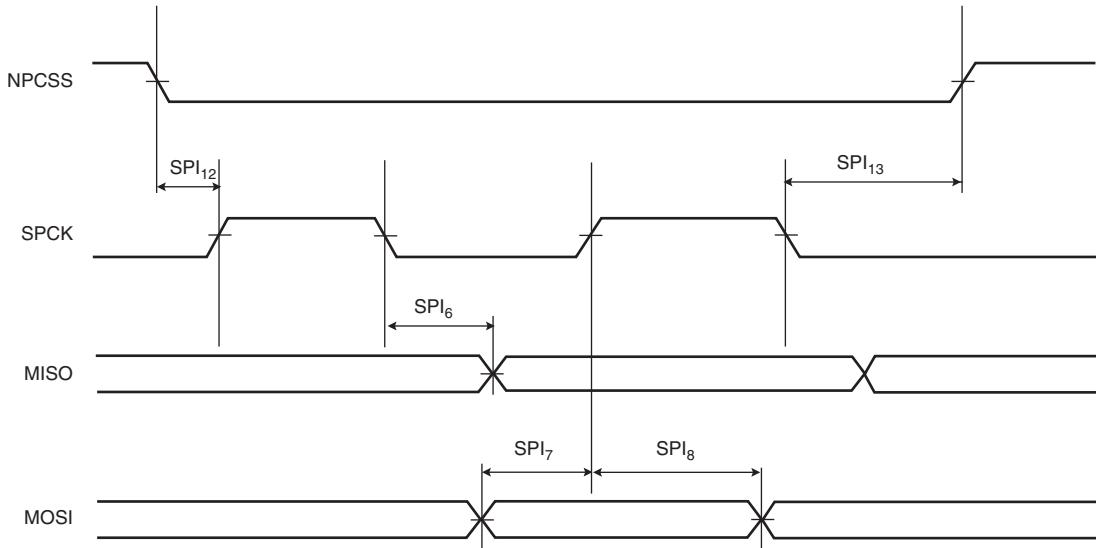 NPCSS
SPI₁₂
SPI₁₃
SPCK
SPI₆
MISO
SPI₇
SPI₈
MOSI